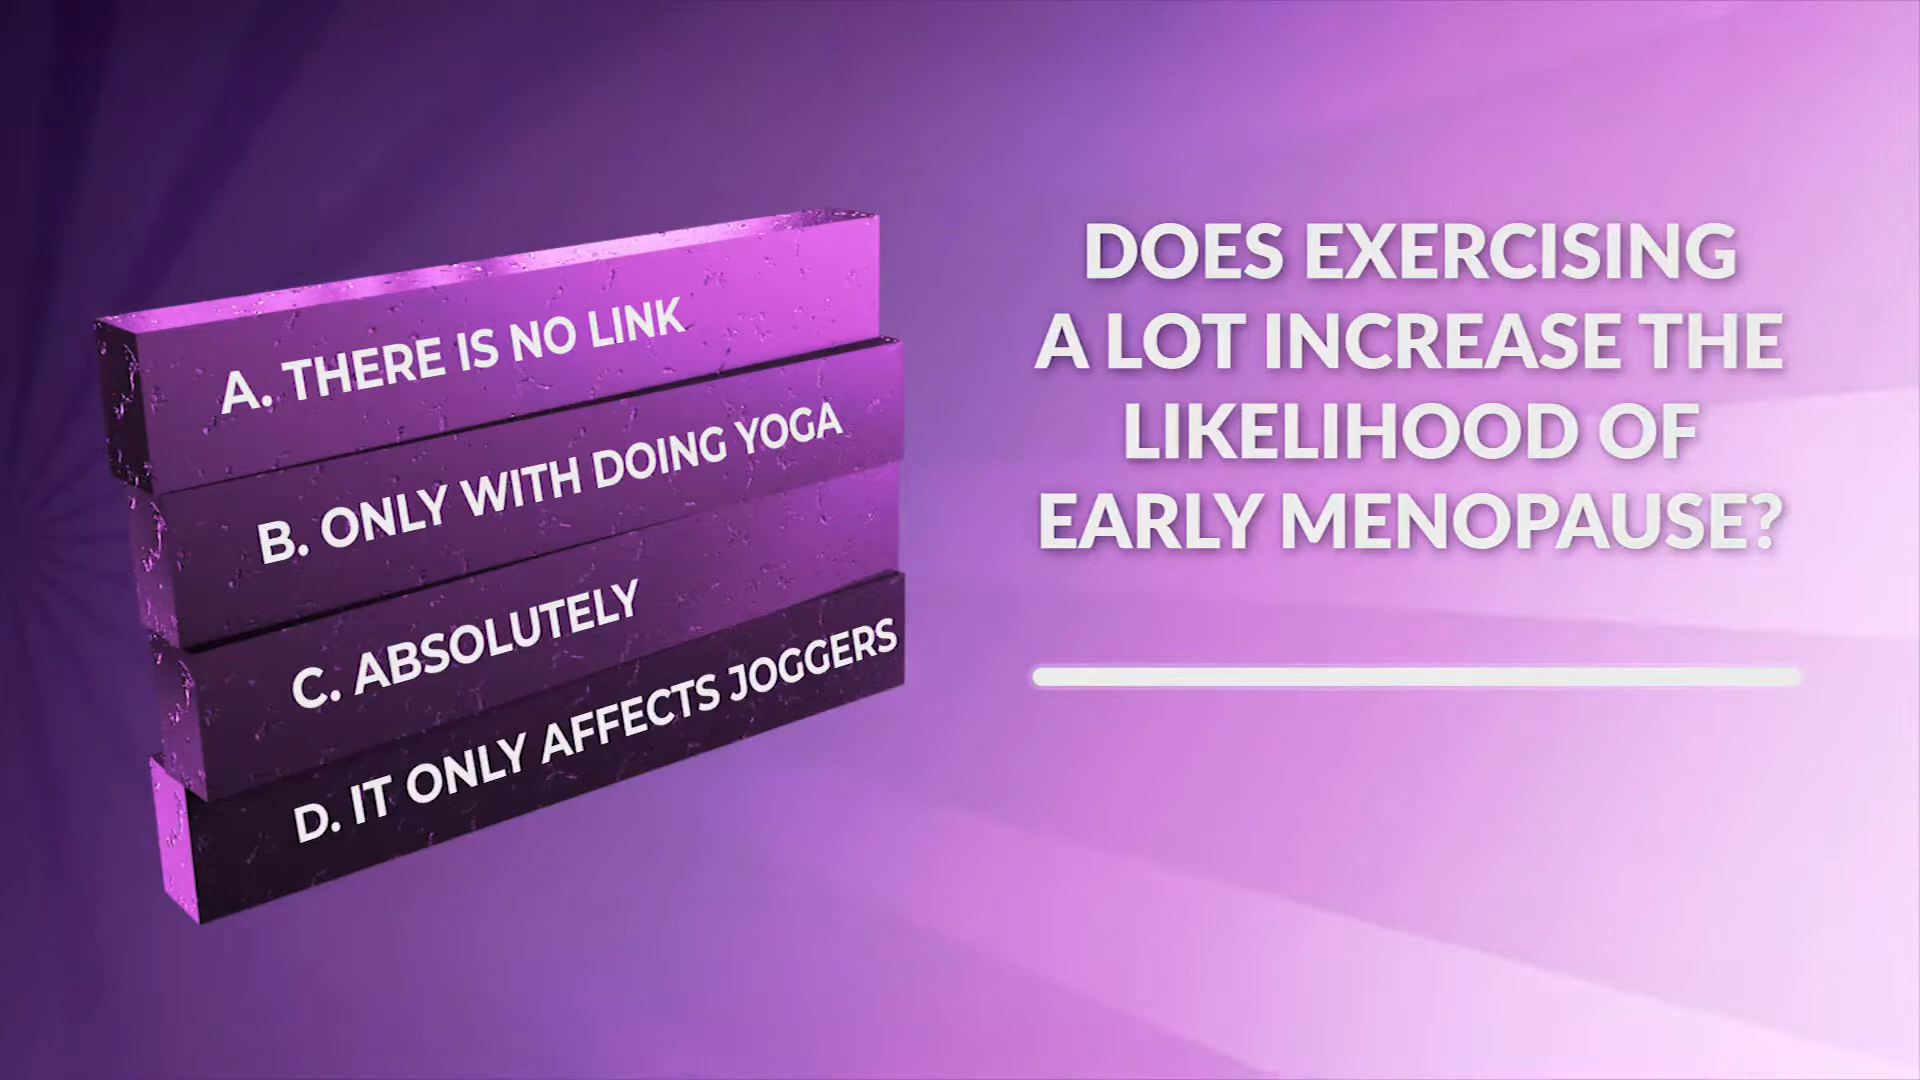 A. THERE IS NO LINK
B. ONLY WITH DOING YOGA
C. ABSOLUTELY
D. IT ONLY AFFECTS JOGGERS
DOES EXERCISING
A LOT INCREASE THE
LIKELIHOOD OF
EARLY MENOPAUSE?